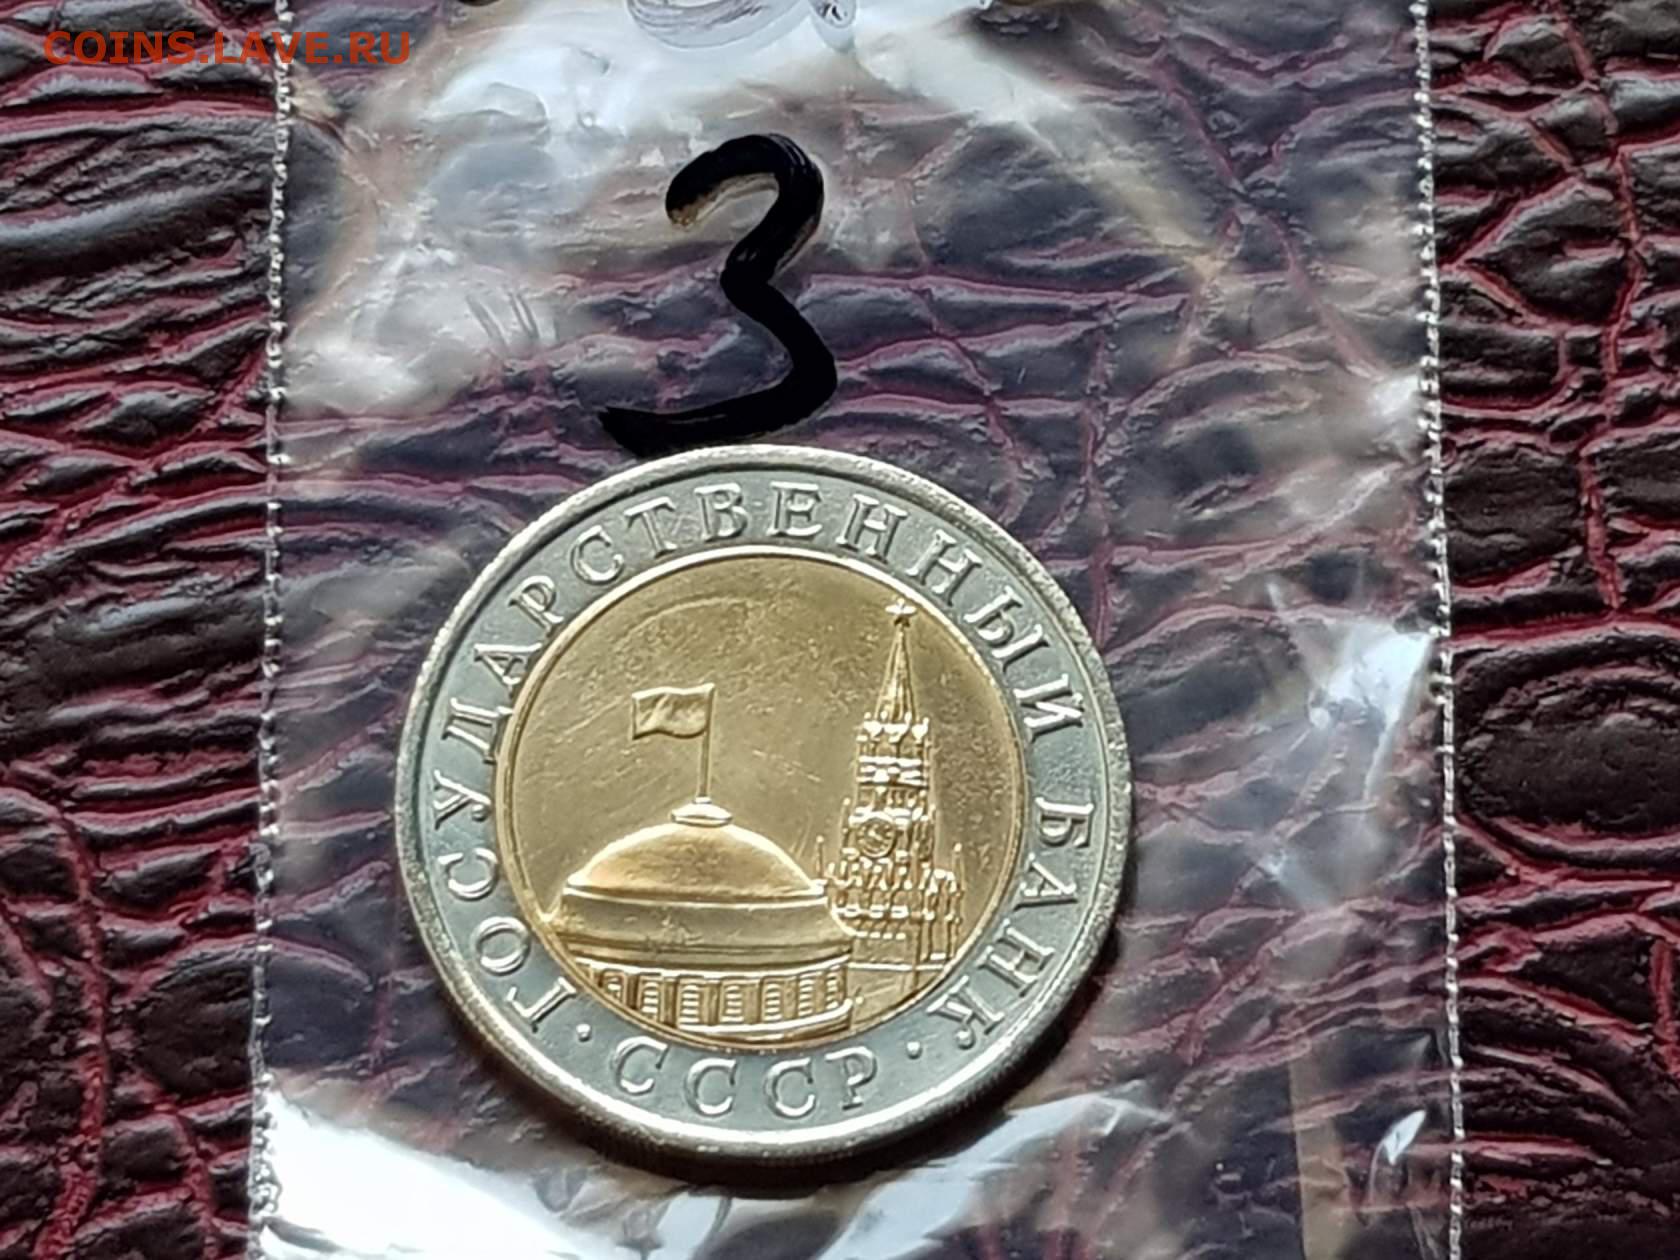 COINS.LAVE.RU
3
ГОСУДАРСТВЕННЫЙ БАНК
· СССР ·